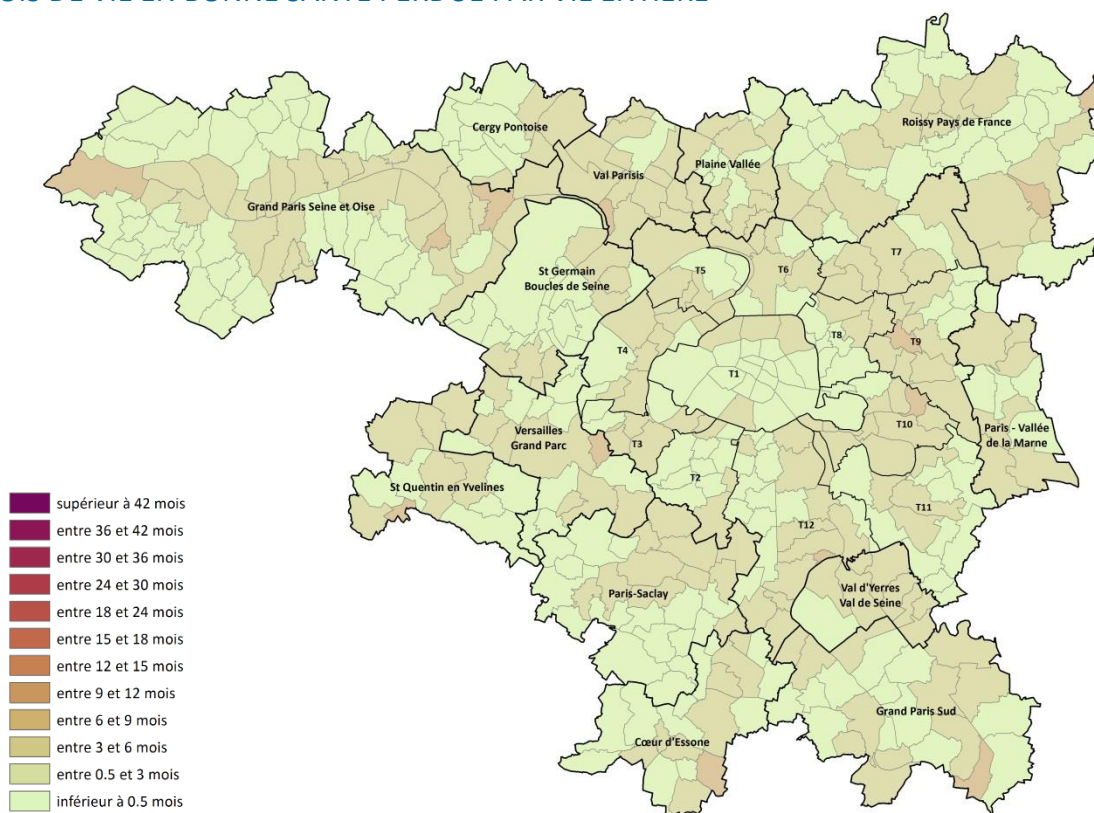 Cergy Pontoise
Roissy Pays de France
Plaine Vallée
Val Parisis
Grand Paris Seine et Oise
T7
St Germain
Boucles de Seine
T5
T6
T8
T9
T4
T1
Versailles
Grand Parc
T3
T10
Paris - Vallée
de la Marne
St Quentin en Yvelines
T2
T11
T12
Paris-Saclay
Val d'Yerres
Val de Seine
Grand Paris Sud
Cœur d'Essone
supérieur à 42 mois
entre 36 et 42 mois
entre 30 et 36 mois
entre 24 et 30 mois
entre 18 et 24 mois
entre 15 et 18 mois
entre 12 et 15 mois
entre 9 et 12 mois
entre 6 et 9 mois
entre 3 et 6 mois
entre 0.5 et 3 mois
inférieur à 0.5 mois